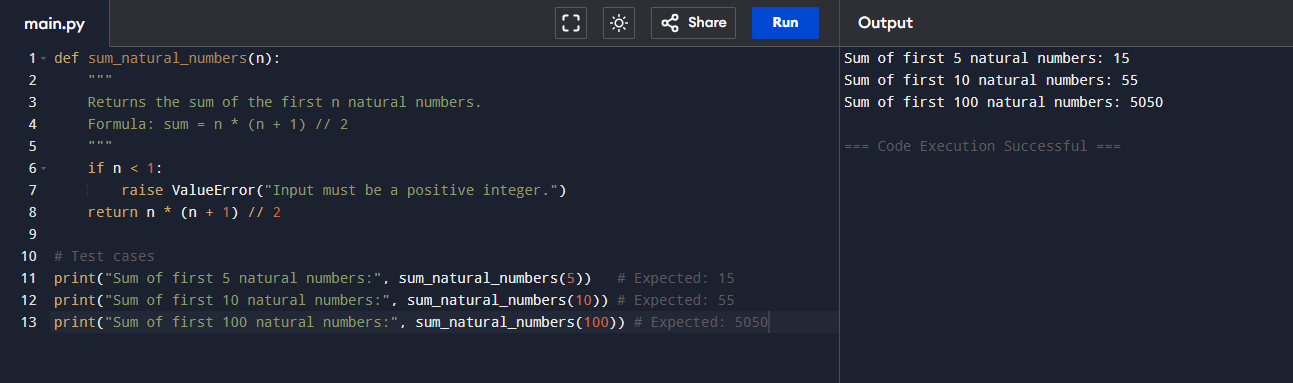 main.py
Share
Run
Output
1 def sum_natural_numbers(n):
2     """
3     Returns the sum of the first n natural numbers.
4     Formula: sum = n * (n + 1) // 2
5     """
6     if n < 1:
7         raise ValueError("Input must be a positive integer.")
8     return n * (n + 1) // 2
9
10 # Test cases
11 print("Sum of first 5 natural numbers:", sum_natural_numbers(5))   # Expected: 15
12 print("Sum of first 10 natural numbers:", sum_natural_numbers(10)) # Expected: 55
13 print("Sum of first 100 natural numbers:", sum_natural_numbers(100)) # Expected: 5050
Sum of first 5 natural numbers: 15
Sum of first 10 natural numbers: 55
Sum of first 100 natural numbers: 5050
=== Code Execution Successful ===